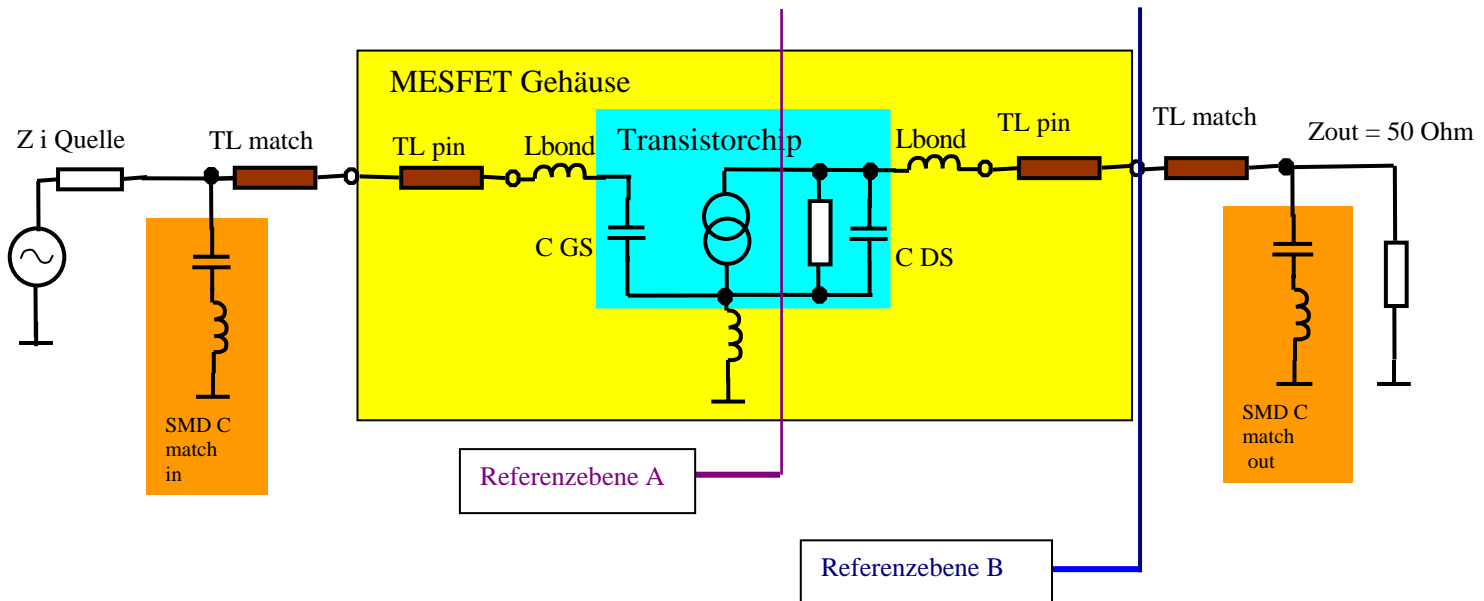 MESFET Gehäuse
Z i Quelle
TL match
TL pin
Lbond
Transistorchip
Lbond
TL pin
TL match
Zout = 50 Ohm
C GS
C DS
SMD C
match
in
SMD C
match
out
Referenzebene A
Referenzebene B